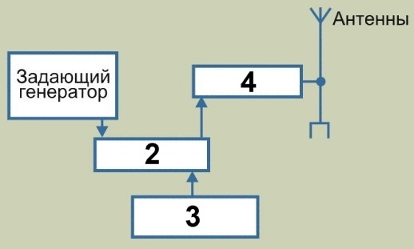 Антенны
Задающий
генератор
4
2
3